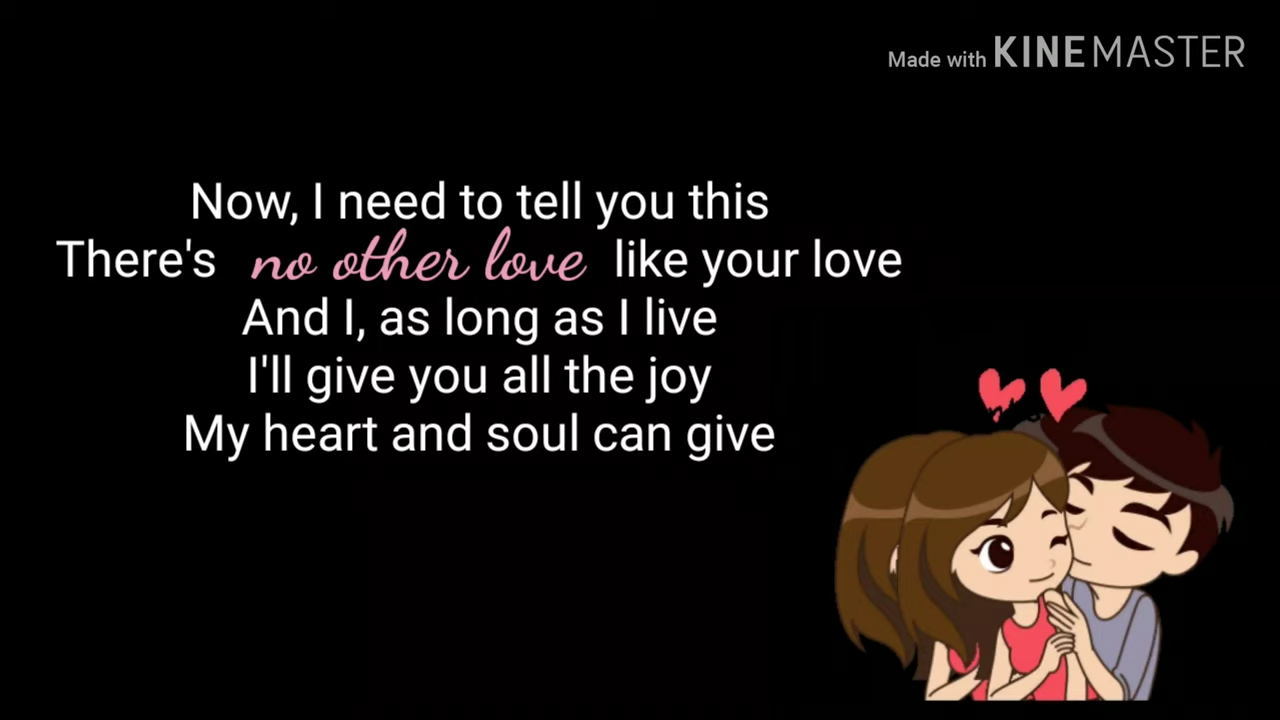 Made with KINEMASTER
Now, I need to tell you this
There's no other love like your love
And I, as long as I live
I'll give you all the joy
My heart and soul can give